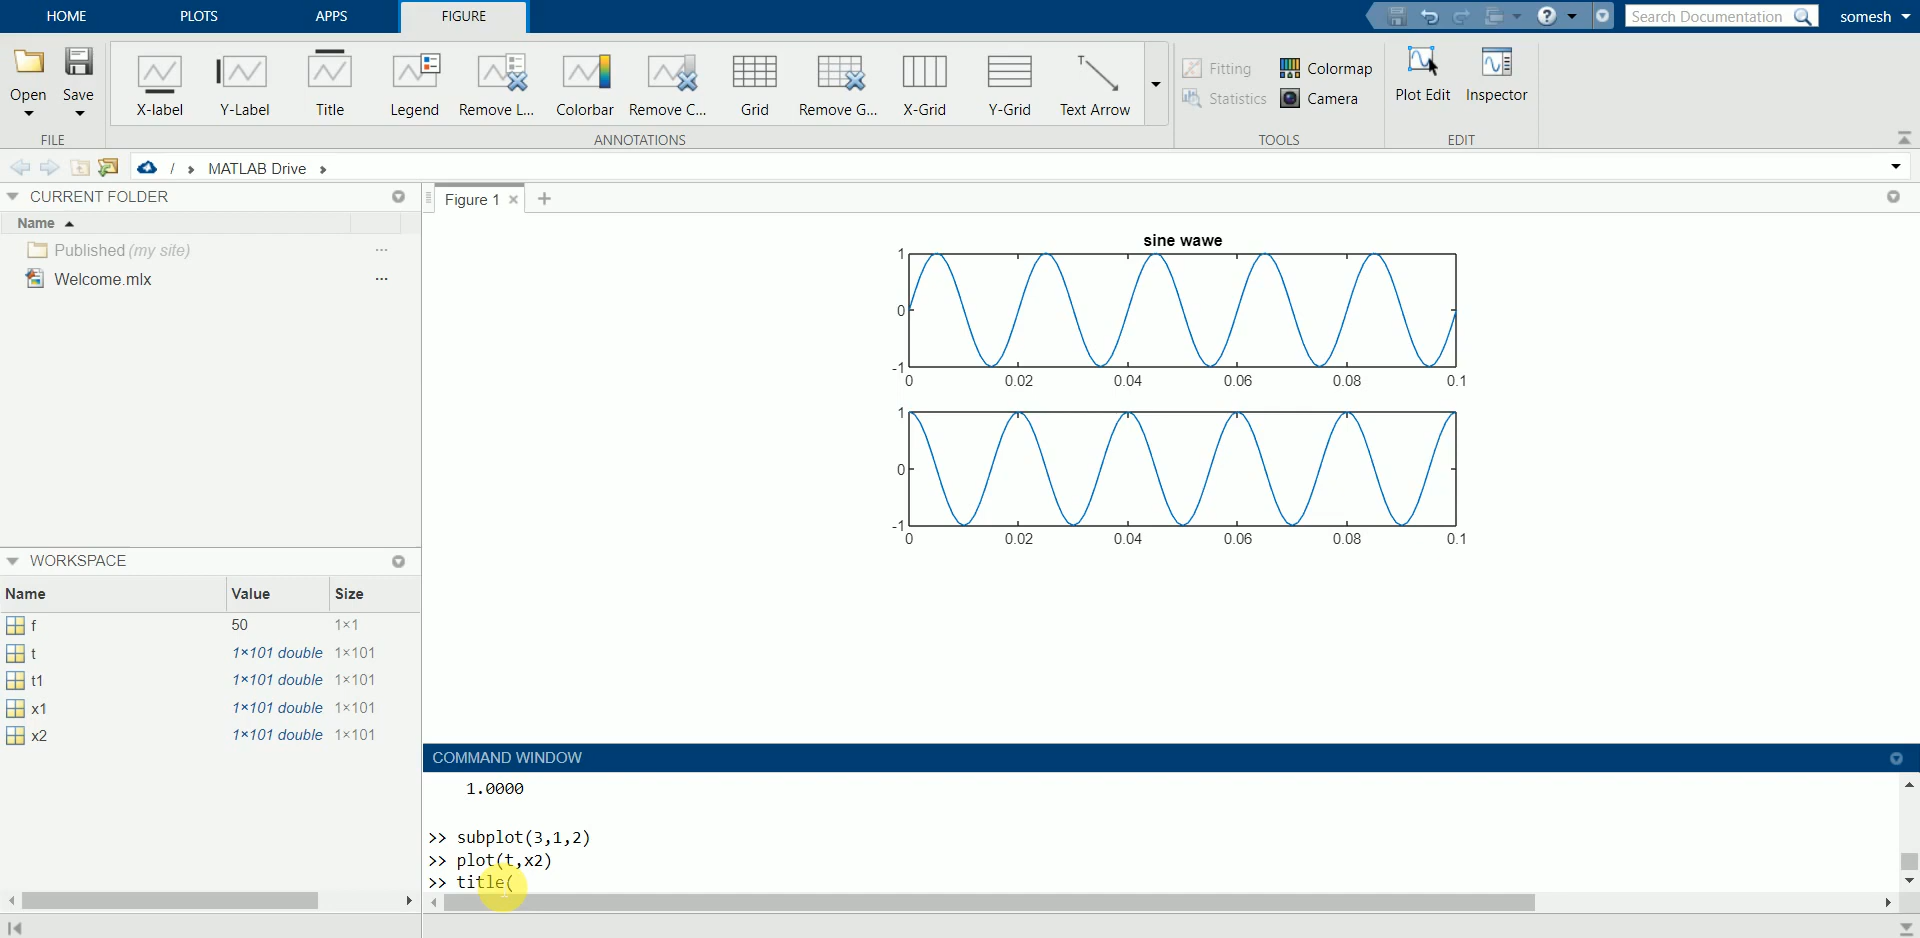 HOME PLOTS APPS FIGURE Search Documentation somesh
Open Save X-label Y-Label Title Legend Remove L... Colorbar Remove C... Grid Remove G... X-Grid Y-Grid Text Arrow Fitting Colormap Statistics Camera Plot Edit Inspector
FILE ANNOTATIONS TOOLS EDIT
/ MATLAB Drive
CURRENT FOLDER
Name
Published (my site)
Welcome.mlx
Figure 1
sine wawe
1
0
-1
0 0.02 0.04 0.06 0.08 0.1
1
0
-1
0 0.02 0.04 0.06 0.08 0.1
WORKSPACE
Name Value Size
f 50 1×1
t 1×101 double 1×101
t1 1×101 double 1×101
x1 1×101 double 1×101
x2 1×101 double 1×101
COMMAND WINDOW
1.0000
>> subplot(3,1,2)
>> plot(t,x2)
>> title(